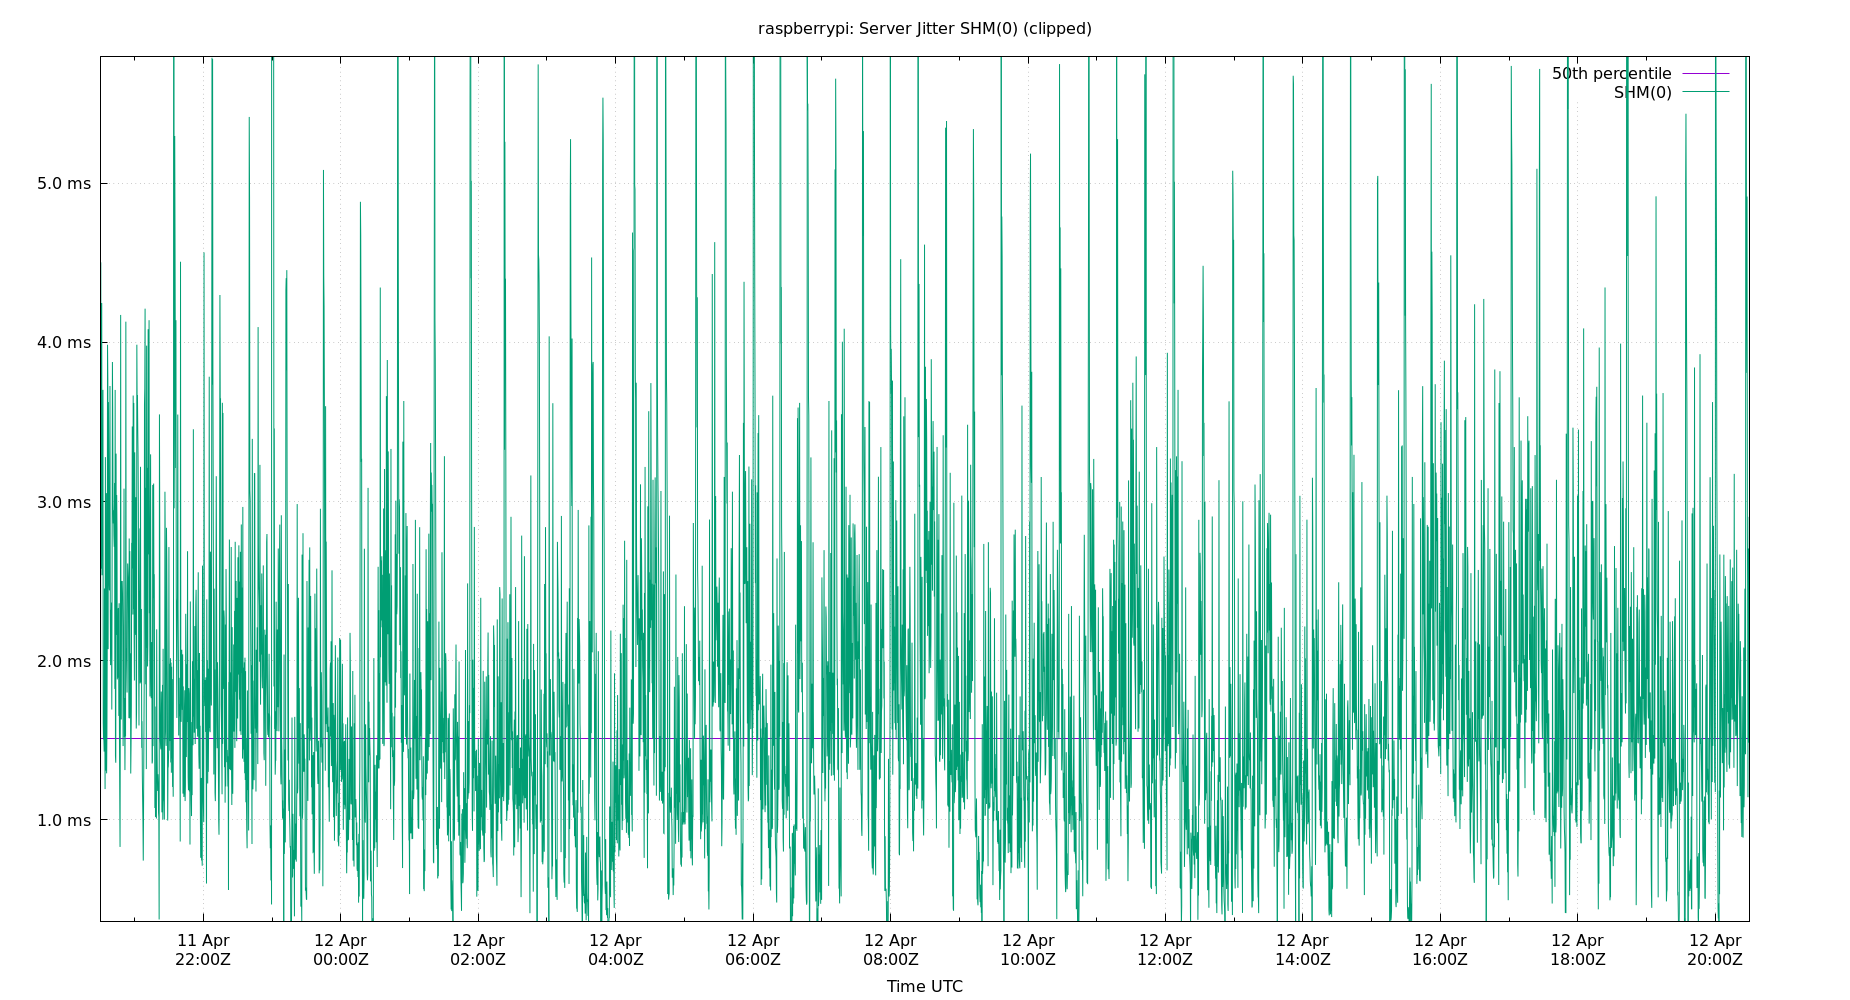 raspberrypi: Server Jitter SHM(0) (clipped)
50th percentile
SHM(0)
5.0 ms
4.0 ms
3.0 ms
2.0 ms
1.0 ms
11 Apr 12 Apr 12 Apr 12 Apr 12 Apr 12 Apr 12 Apr 12 Apr 12 Apr 12 Apr 12 Apr 12 Apr
22:00Z 00:00Z 02:00Z 04:00Z 06:00Z 08:00Z 10:00Z 12:00Z 14:00Z 16:00Z 18:00Z 20:00Z
Time UTC